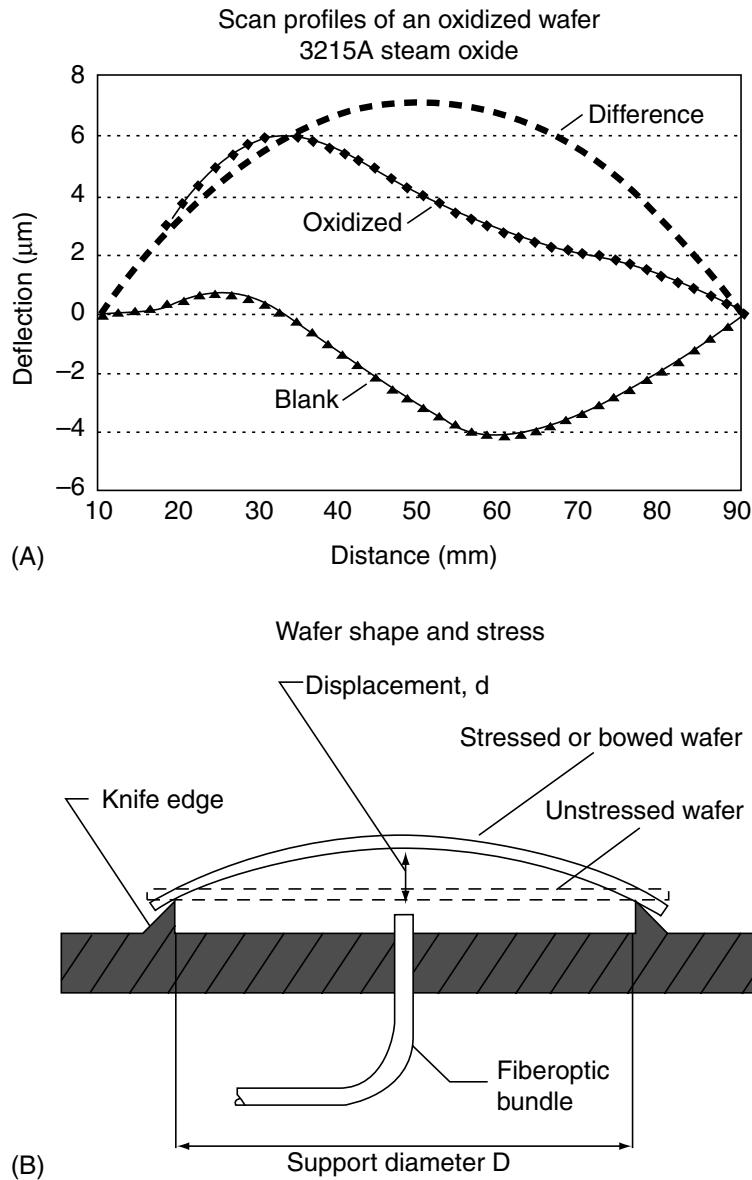 Scan profiles of an oxidized wafer
3215A steam oxide
8
6
4
2
0
–2
–4
–6
Deflection (μm)
Difference
Oxidized
Blank
10 20 30 40 50 60 70 80 90
Distance (mm)
(A)
Wafer shape and stress
Displacement, d
Stressed or bowed wafer
Knife edge
Unstressed wafer
Fiberoptic
bundle
Support diameter D
(B)